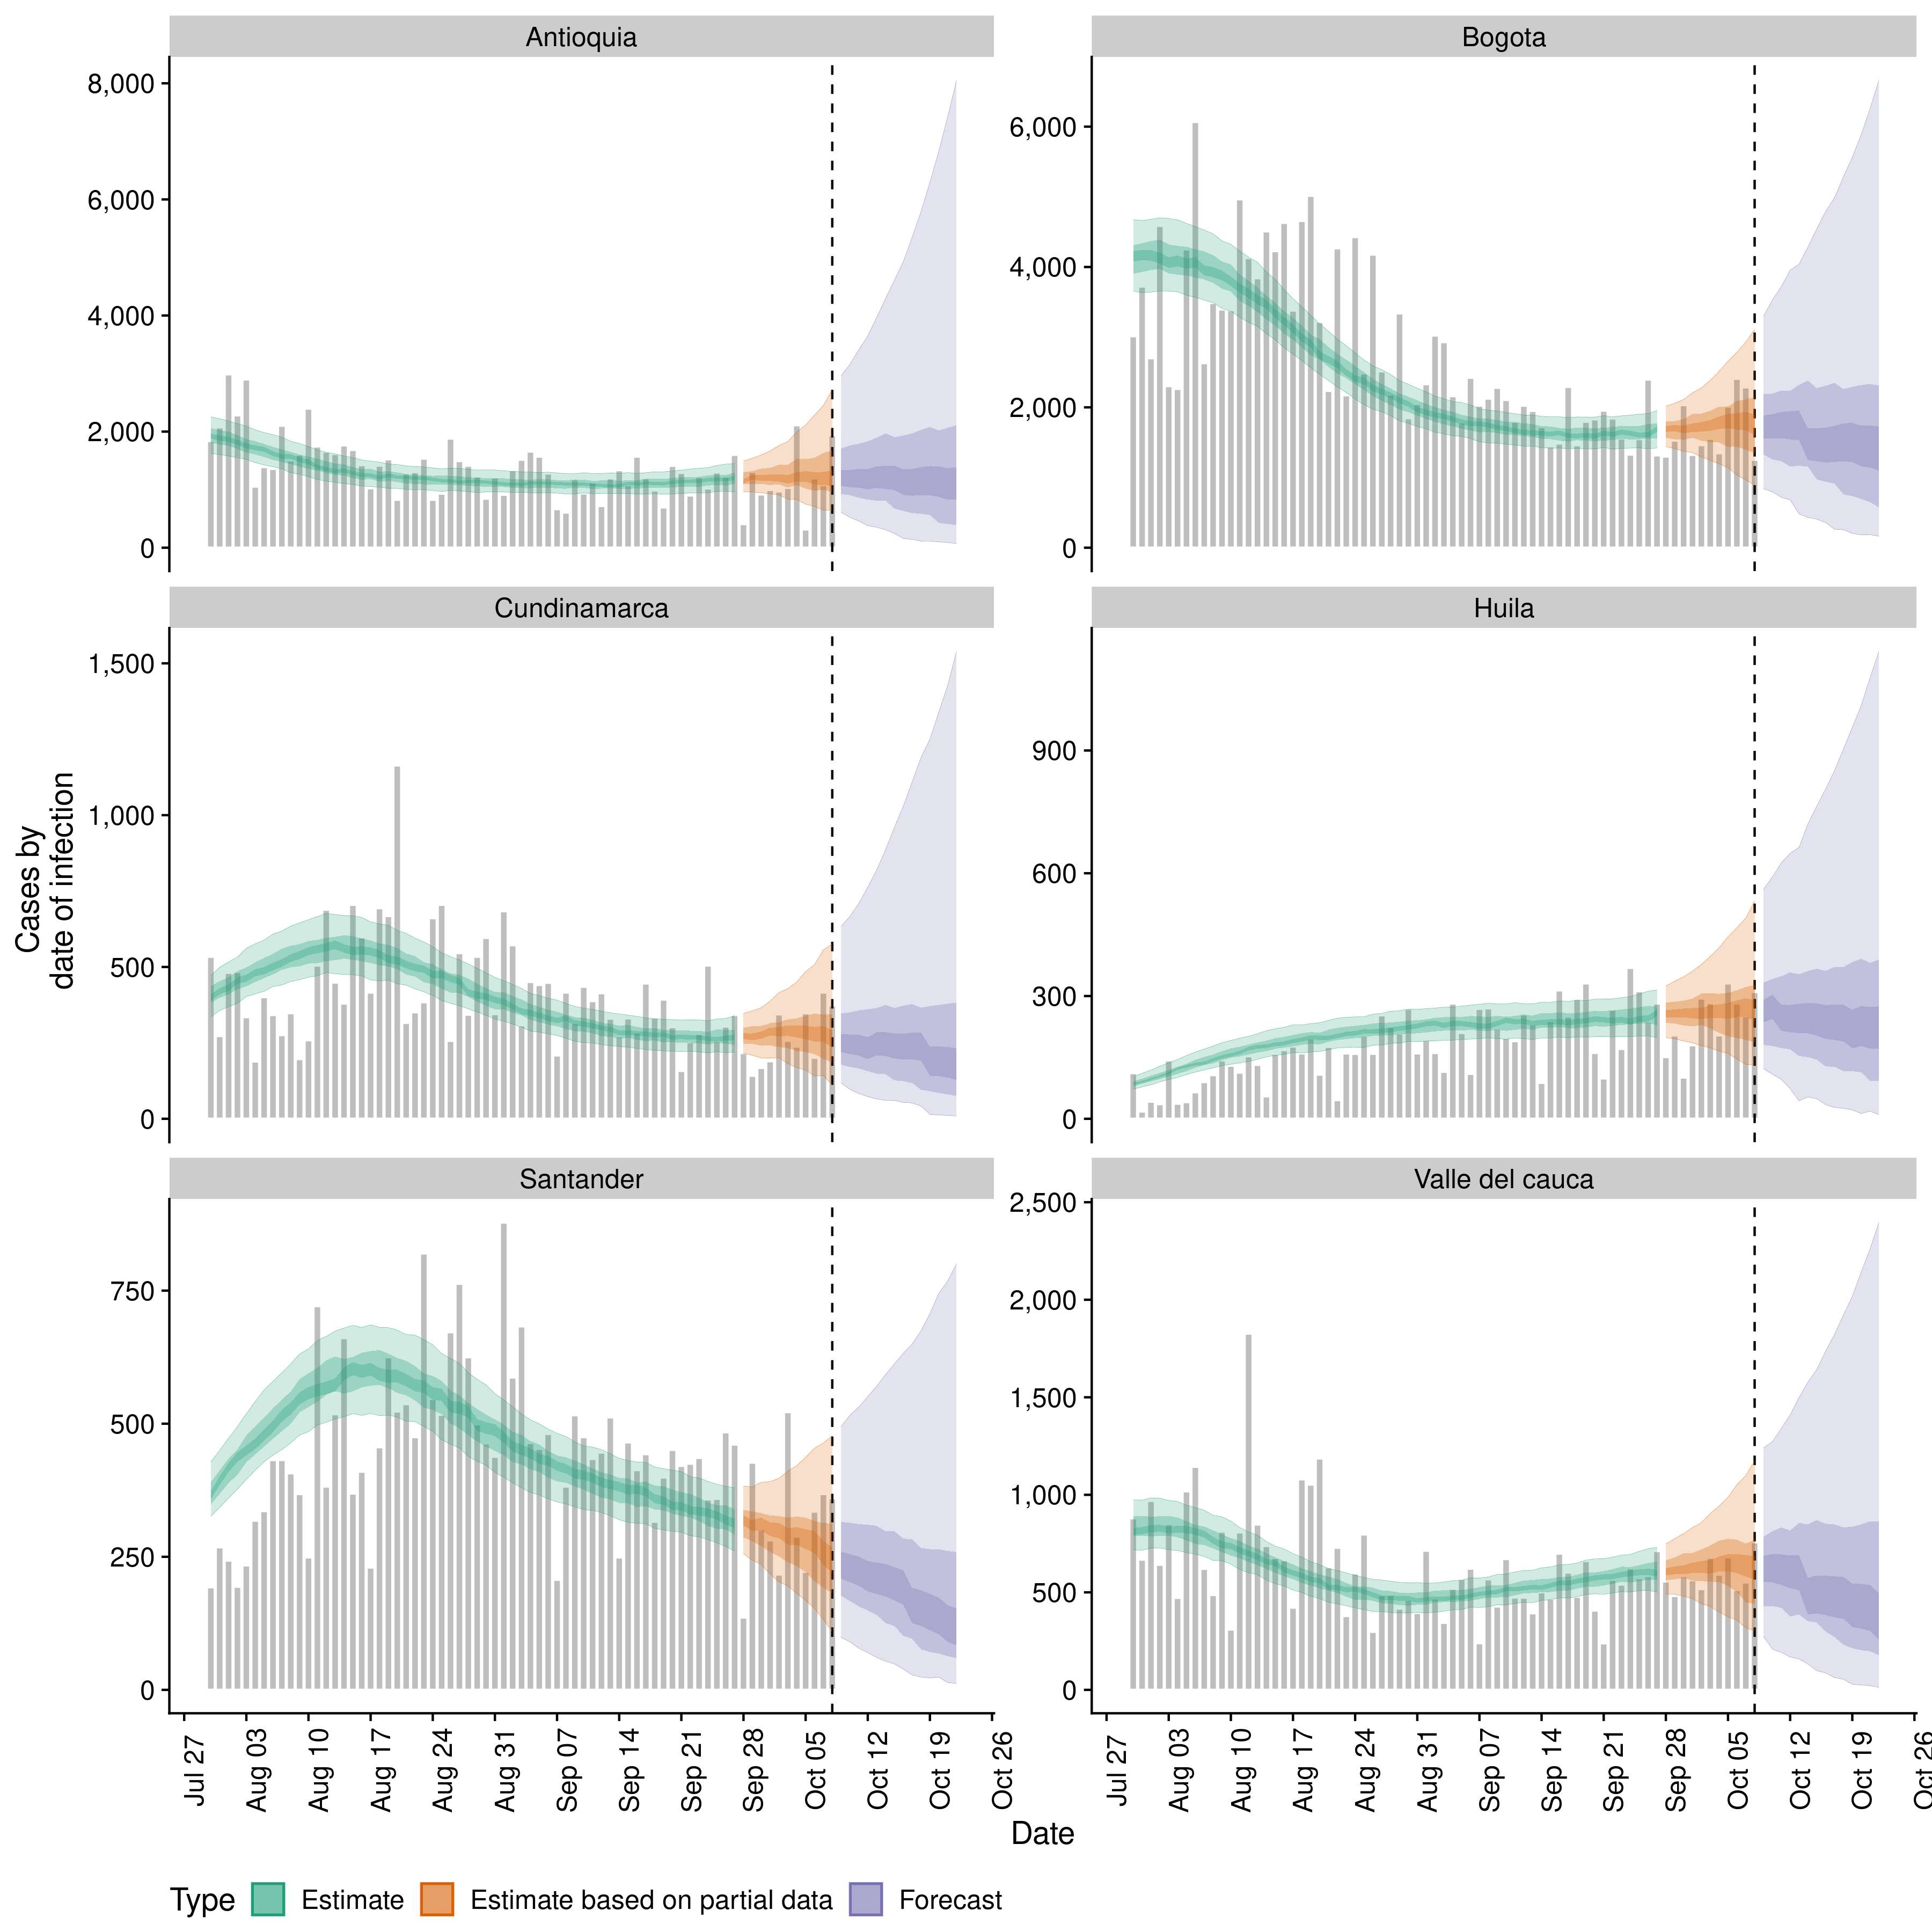 Antioquia
Bogota
8,000
6,000
4,000
2,000
0
6,000
4,000
2,000
0
Cundinamarca
Huila
1,500
1,000
500
0
900
600
300
0
Santander
Valle del cauca
750
500
250
0
2,500
2,000
1,500
1,000
500
0
Cases by
date of infection
Jul 27
Aug 03
Aug 10
Aug 17
Aug 24
Aug 31
Sep 07
Sep 14
Sep 21
Sep 28
Oct 05
Oct 12
Oct 19
Oct 26
Jul 27
Aug 03
Aug 10
Aug 17
Aug 24
Aug 31
Sep 07
Sep 14
Sep 21
Sep 28
Oct 05
Oct 12
Oct 19
Oct 26
Date
Type Estimate Estimate based on partial data Forecast